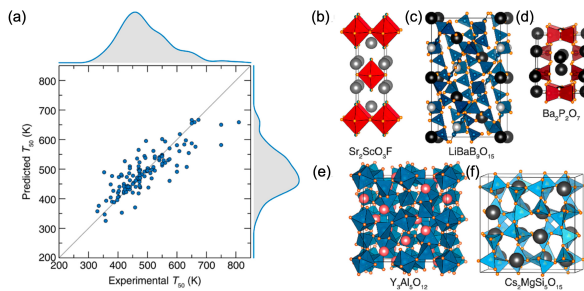 (a)
800
700
600
500
400
300
200
Predicted T50 (K)
200 300 400 500 600 700 800
Experimental T50 (K)
(b)
Sr2ScO3F
(c)
LiBaB9O15
(d)
Ba2P2O7
(e)
Y3Al5O12
(f)
Cs2MgSi5O15